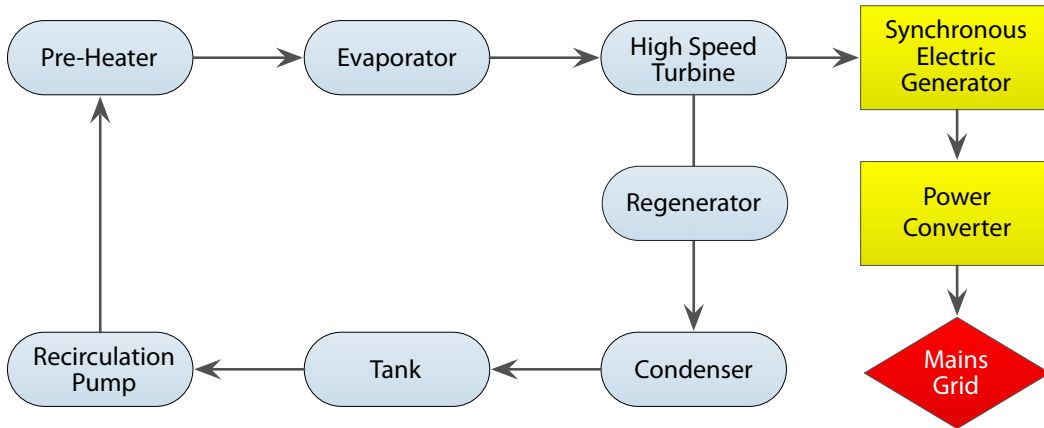 Pre-Heater
Evaporator
High Speed
Turbine
Synchronous
Electric
Generator
Regenerator
Power
Converter
Recirculation
Pump
Tank
Condenser
Mains
Grid